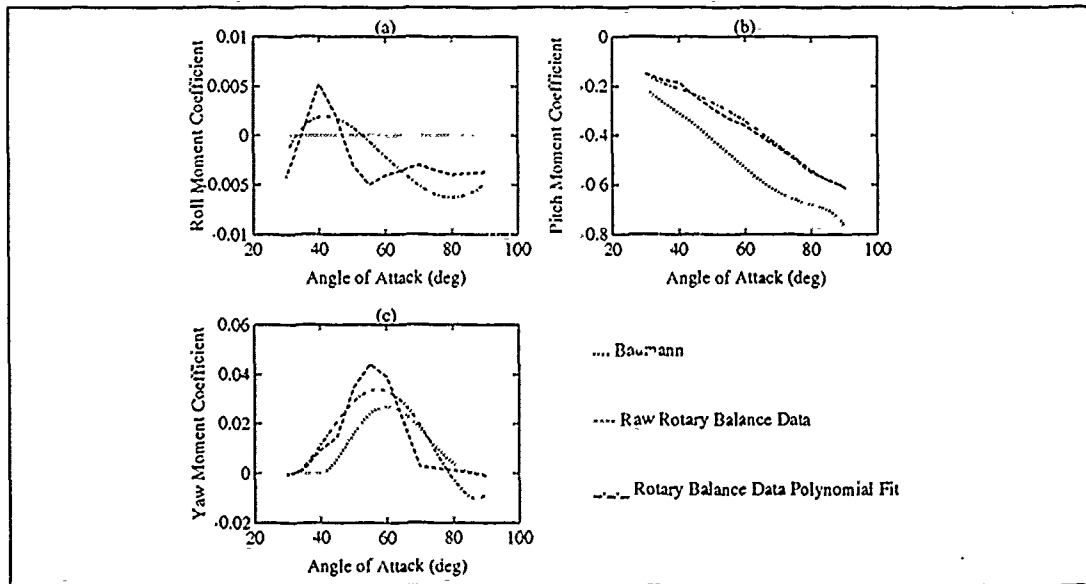 (a)
0.01
0.005
0
-0.005
-0.01
20 40 60 80 100
Roll Moment Coefficient
Angle of Attack (deg)
(b)
0
-0.2
-0.4
-0.6
-0.8
20 40 60 80 100
Pitch Moment Coefficient
Angle of Attack (deg)
(c)
0.06
0.04
0.02
0
-0.02
20 40 60 80 100
Yaw Moment Coefficient
Angle of Attack (deg)
Baumann
Raw Rotary Balance Data
Rotary Balance Data Polynomial Fit